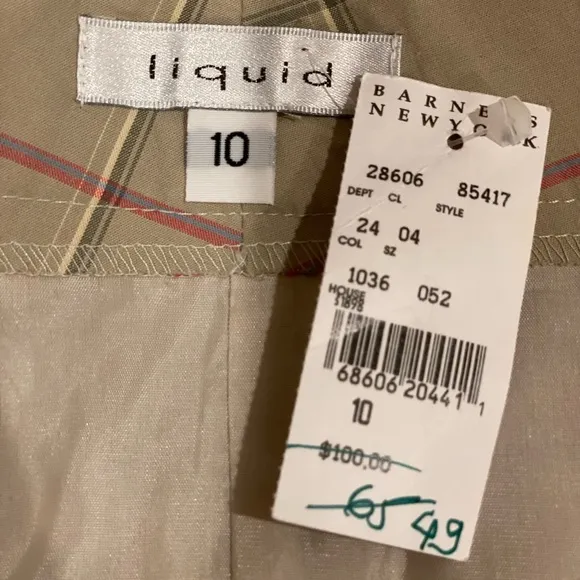 liquid
10
BARNEYS
NEW YORK
28606 85417
DEPT CL STYLE
24 04
COL SZ
1036 052
HOUSE
31898
68606 20441 1
10
$100.00
65 49